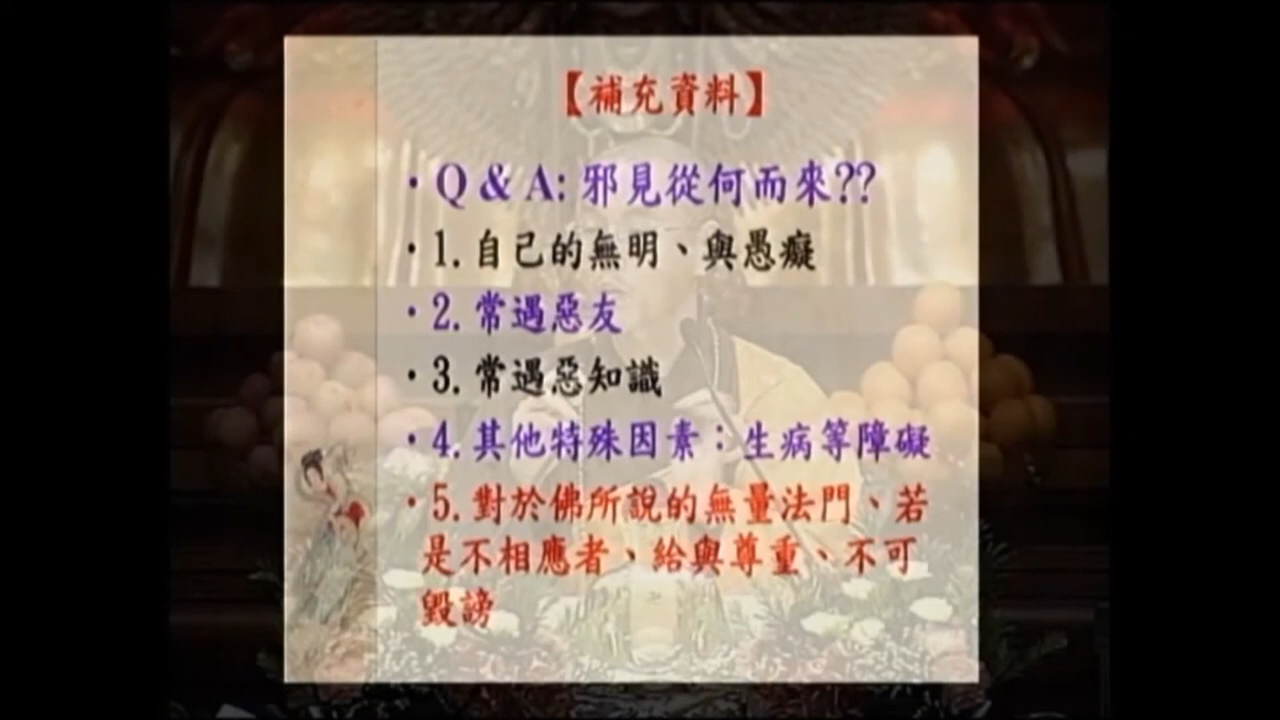 【補充資料】
・Q & A: 邪見從何而來??
・1. 自己的無明、與愚癡
・2. 常遇惡友
・3. 常遇惡知識
・4. 其他特殊因素：生病等障礙
・5. 對於佛所說的無量法門、若
是不相應者、給與尊重、不可
毀謗